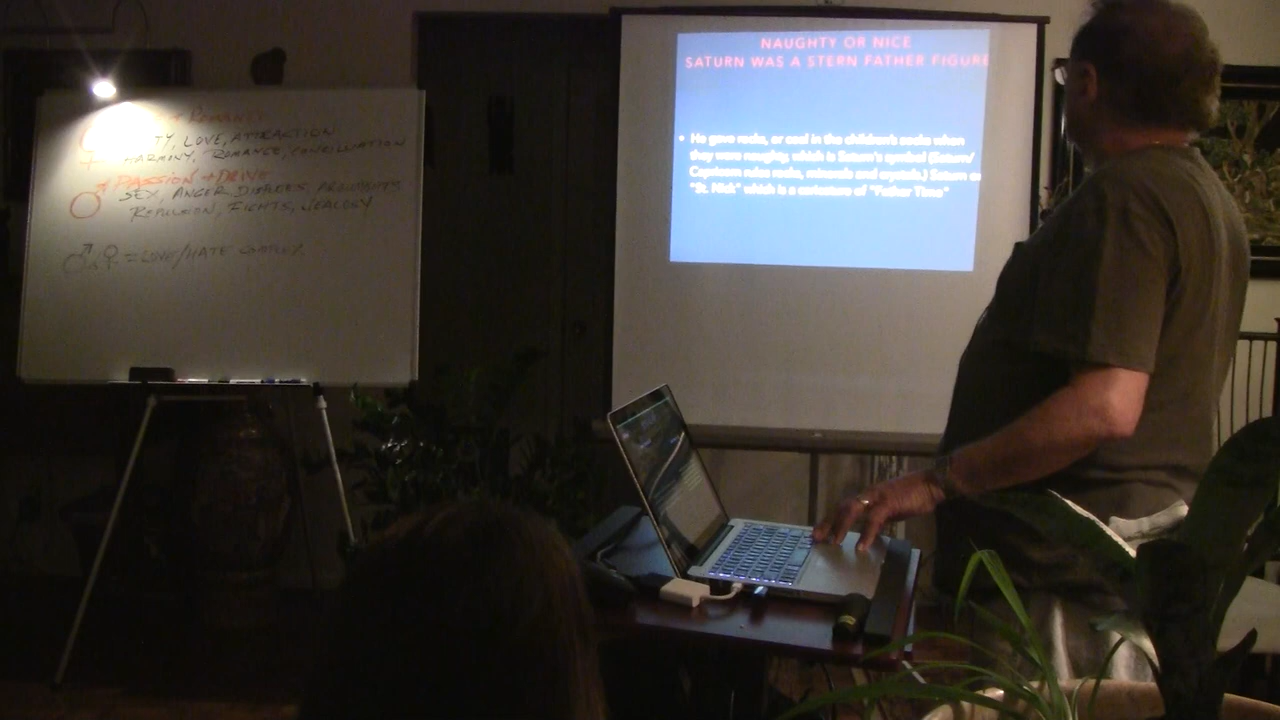 + ROMANCE
TY, LOVE, ATTRACTION
HARMONY, ROMANCE, CONCILIATION
PASSION + DRIVE
SEX, ANGER, DISPUTES, ARGUMENTS
REPULSION, FIGHTS, JEALOSY
♂ & ♀ = LOVE/HATE COMPLEX
NAUGHTY OR NICE
SATURN WAS A STERN FATHER FIGURE
• He gave rocks, or coal in the children's socks when
they were naughty, which is Saturn's symbol (Saturn/
Capricorn rules rocks, minerals and crystals.) Saturn as
"St. Nick" which is a caricature of "Father Time"